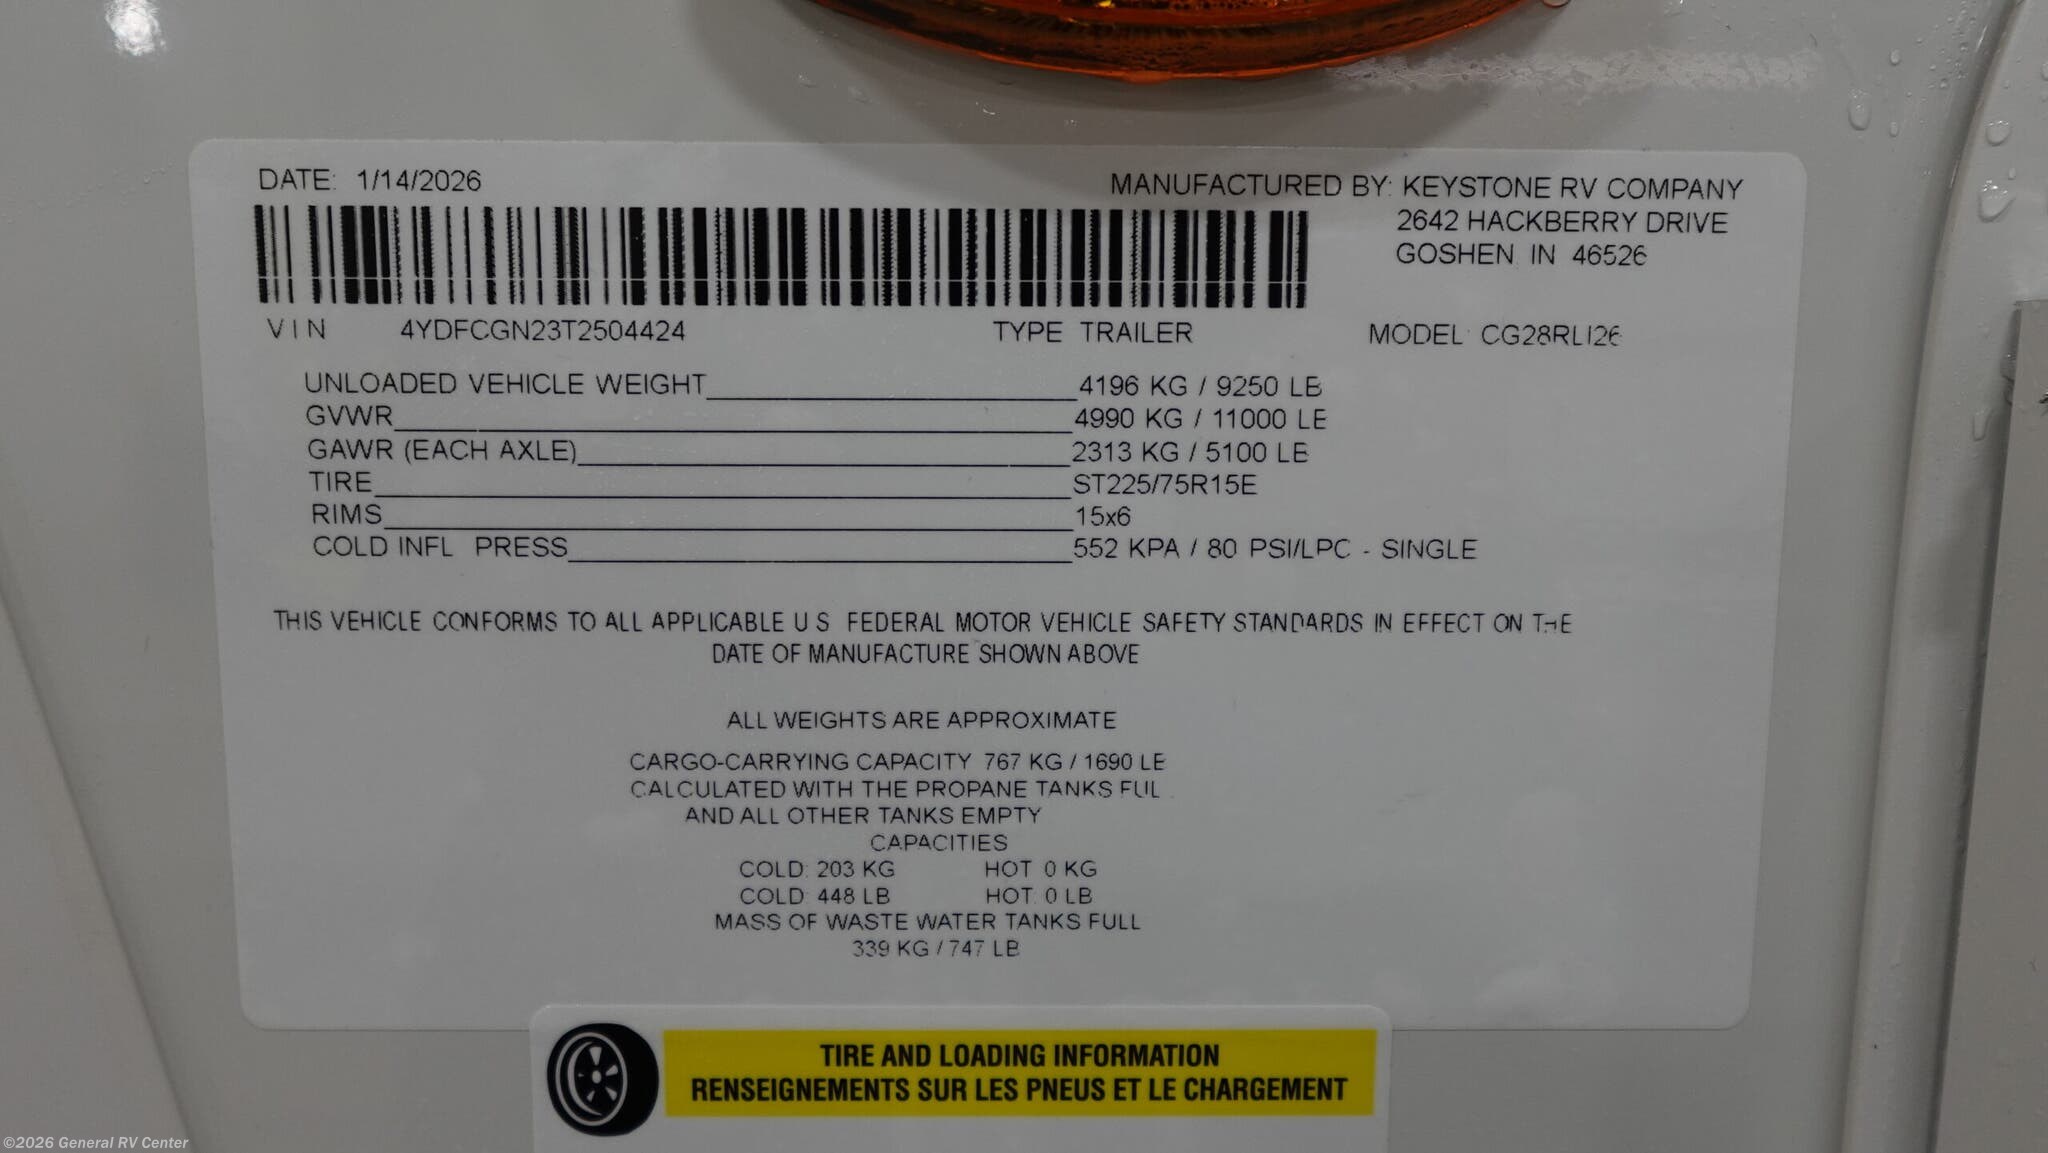 DATE: 1/14/2026
MANUFACTURED BY: KEYSTONE RV COMPANY
2642 HACKBERRY DRIVE
GOSHEN IN 46526
VIN 4YDFCGN23T2504424 TYPE TRAILER MODEL CG28RLI26
UNLOADED VEHICLE WEIGHT 4196 KG / 9250 LB
GVWR 4990 KG / 11000 LB
GAWR (EACH AXLE) 2313 KG / 5100 LB
TIRE ST225/75R15E
RIMS 15x6
COLD INFL PRESS 552 KPA / 80 PSI/LPC - SINGLE
THIS VEHICLE CONFORMS TO ALL APPLICABLE U S FEDERAL MOTOR VEHICLE SAFETY STANDARDS IN EFFECT ON THE
DATE OF MANUFACTURE SHOWN ABOVE
ALL WEIGHTS ARE APPROXIMATE
CARGO-CARRYING CAPACITY 767 KG / 1690 LB
CALCULATED WITH THE PROPANE TANKS FULL
AND ALL OTHER TANKS EMPTY
CAPACITIES
COLD: 203 KG HOT 0 KG
COLD: 448 LB HOT: 0 LB
MASS OF WASTE WATER TANKS FULL
339 KG / 747 LB
TIRE AND LOADING INFORMATION
RENSEIGNEMENTS SUR LES PNEUS ET LE CHARGEMENT
©2026 General RV Center